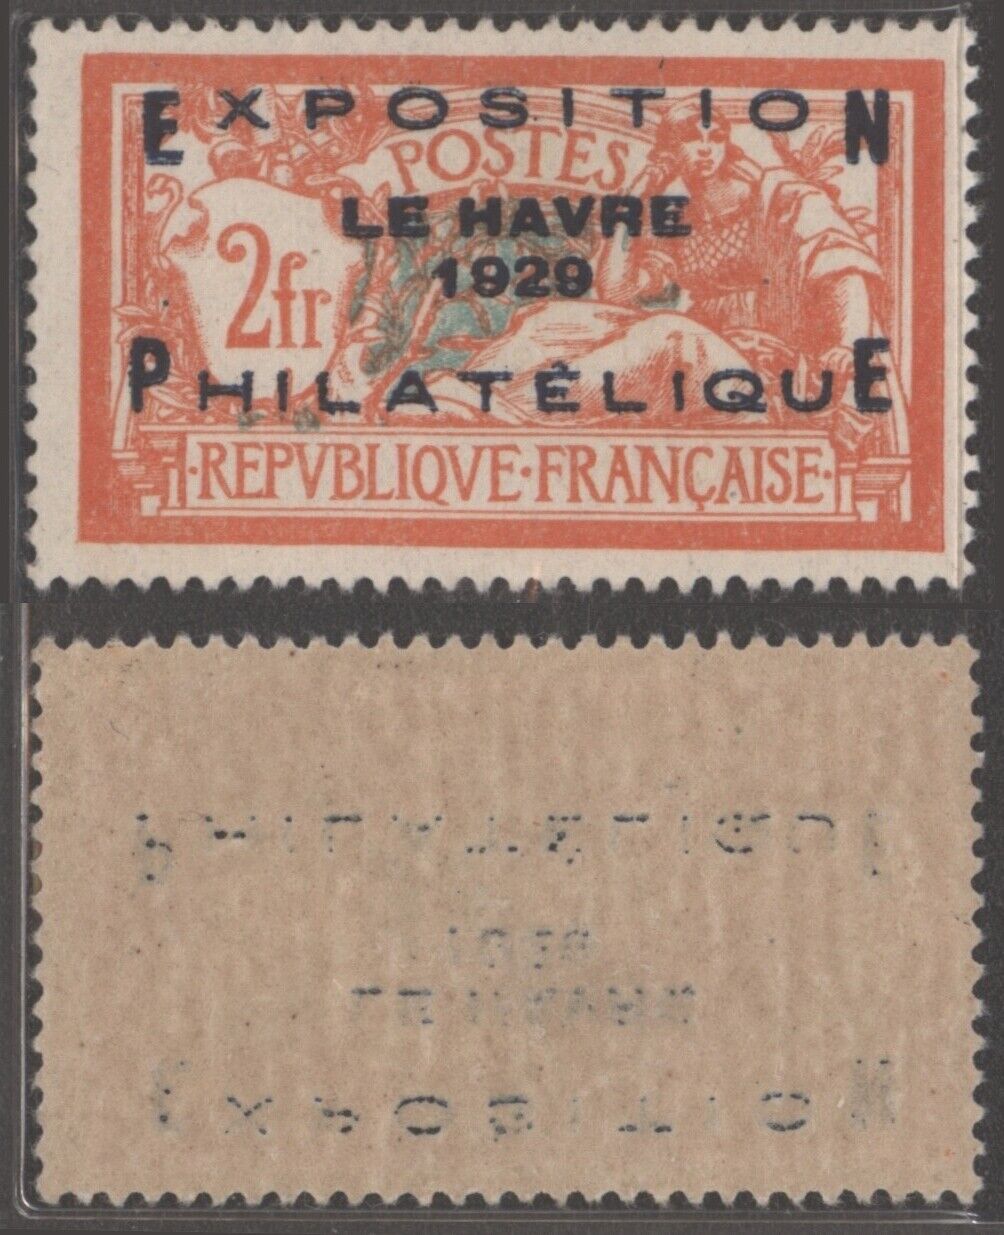 EXPOSITION
POSTES
LE HAVRE
2fr
1929
PHILATÉLIQUE
·REPVBLIQVE·FRANÇAISE·